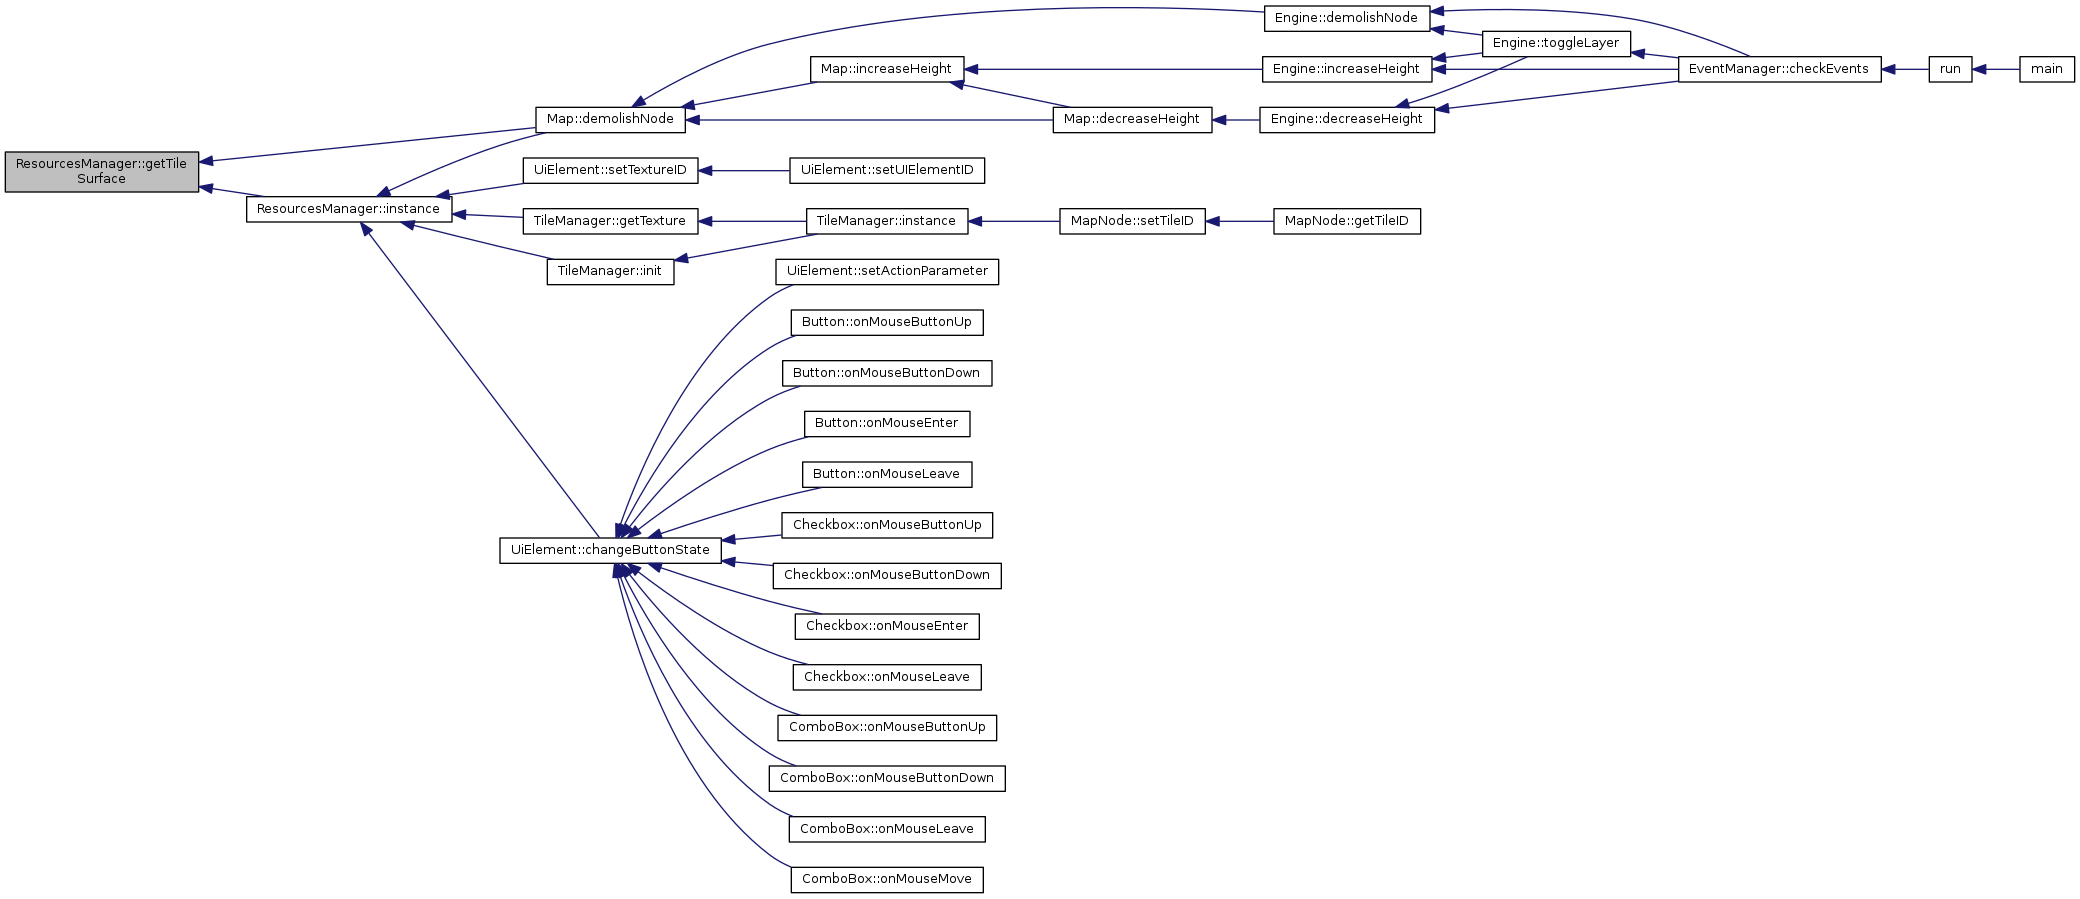 ResourcesManager::getTile
Surface
ResourcesManager::instance
Map::demolishNode
UiElement::setTextureID
TileManager::getTexture
TileManager::init
UiElement::changeButtonState
Map::increaseHeight
UiElement::setUIElementID
TileManager::instance
UiElement::setActionParameter
Button::onMouseButtonUp
Button::onMouseButtonDown
Button::onMouseEnter
Button::onMouseLeave
Checkbox::onMouseButtonUp
Checkbox::onMouseButtonDown
Checkbox::onMouseEnter
Checkbox::onMouseLeave
ComboBox::onMouseButtonUp
ComboBox::onMouseButtonDown
ComboBox::onMouseLeave
ComboBox::onMouseMove
Map::decreaseHeight
MapNode::setTileID
Engine::demolishNode
Engine::increaseHeight
Engine::decreaseHeight
MapNode::getTileID
Engine::toggleLayer
EventManager::checkEvents
run
main